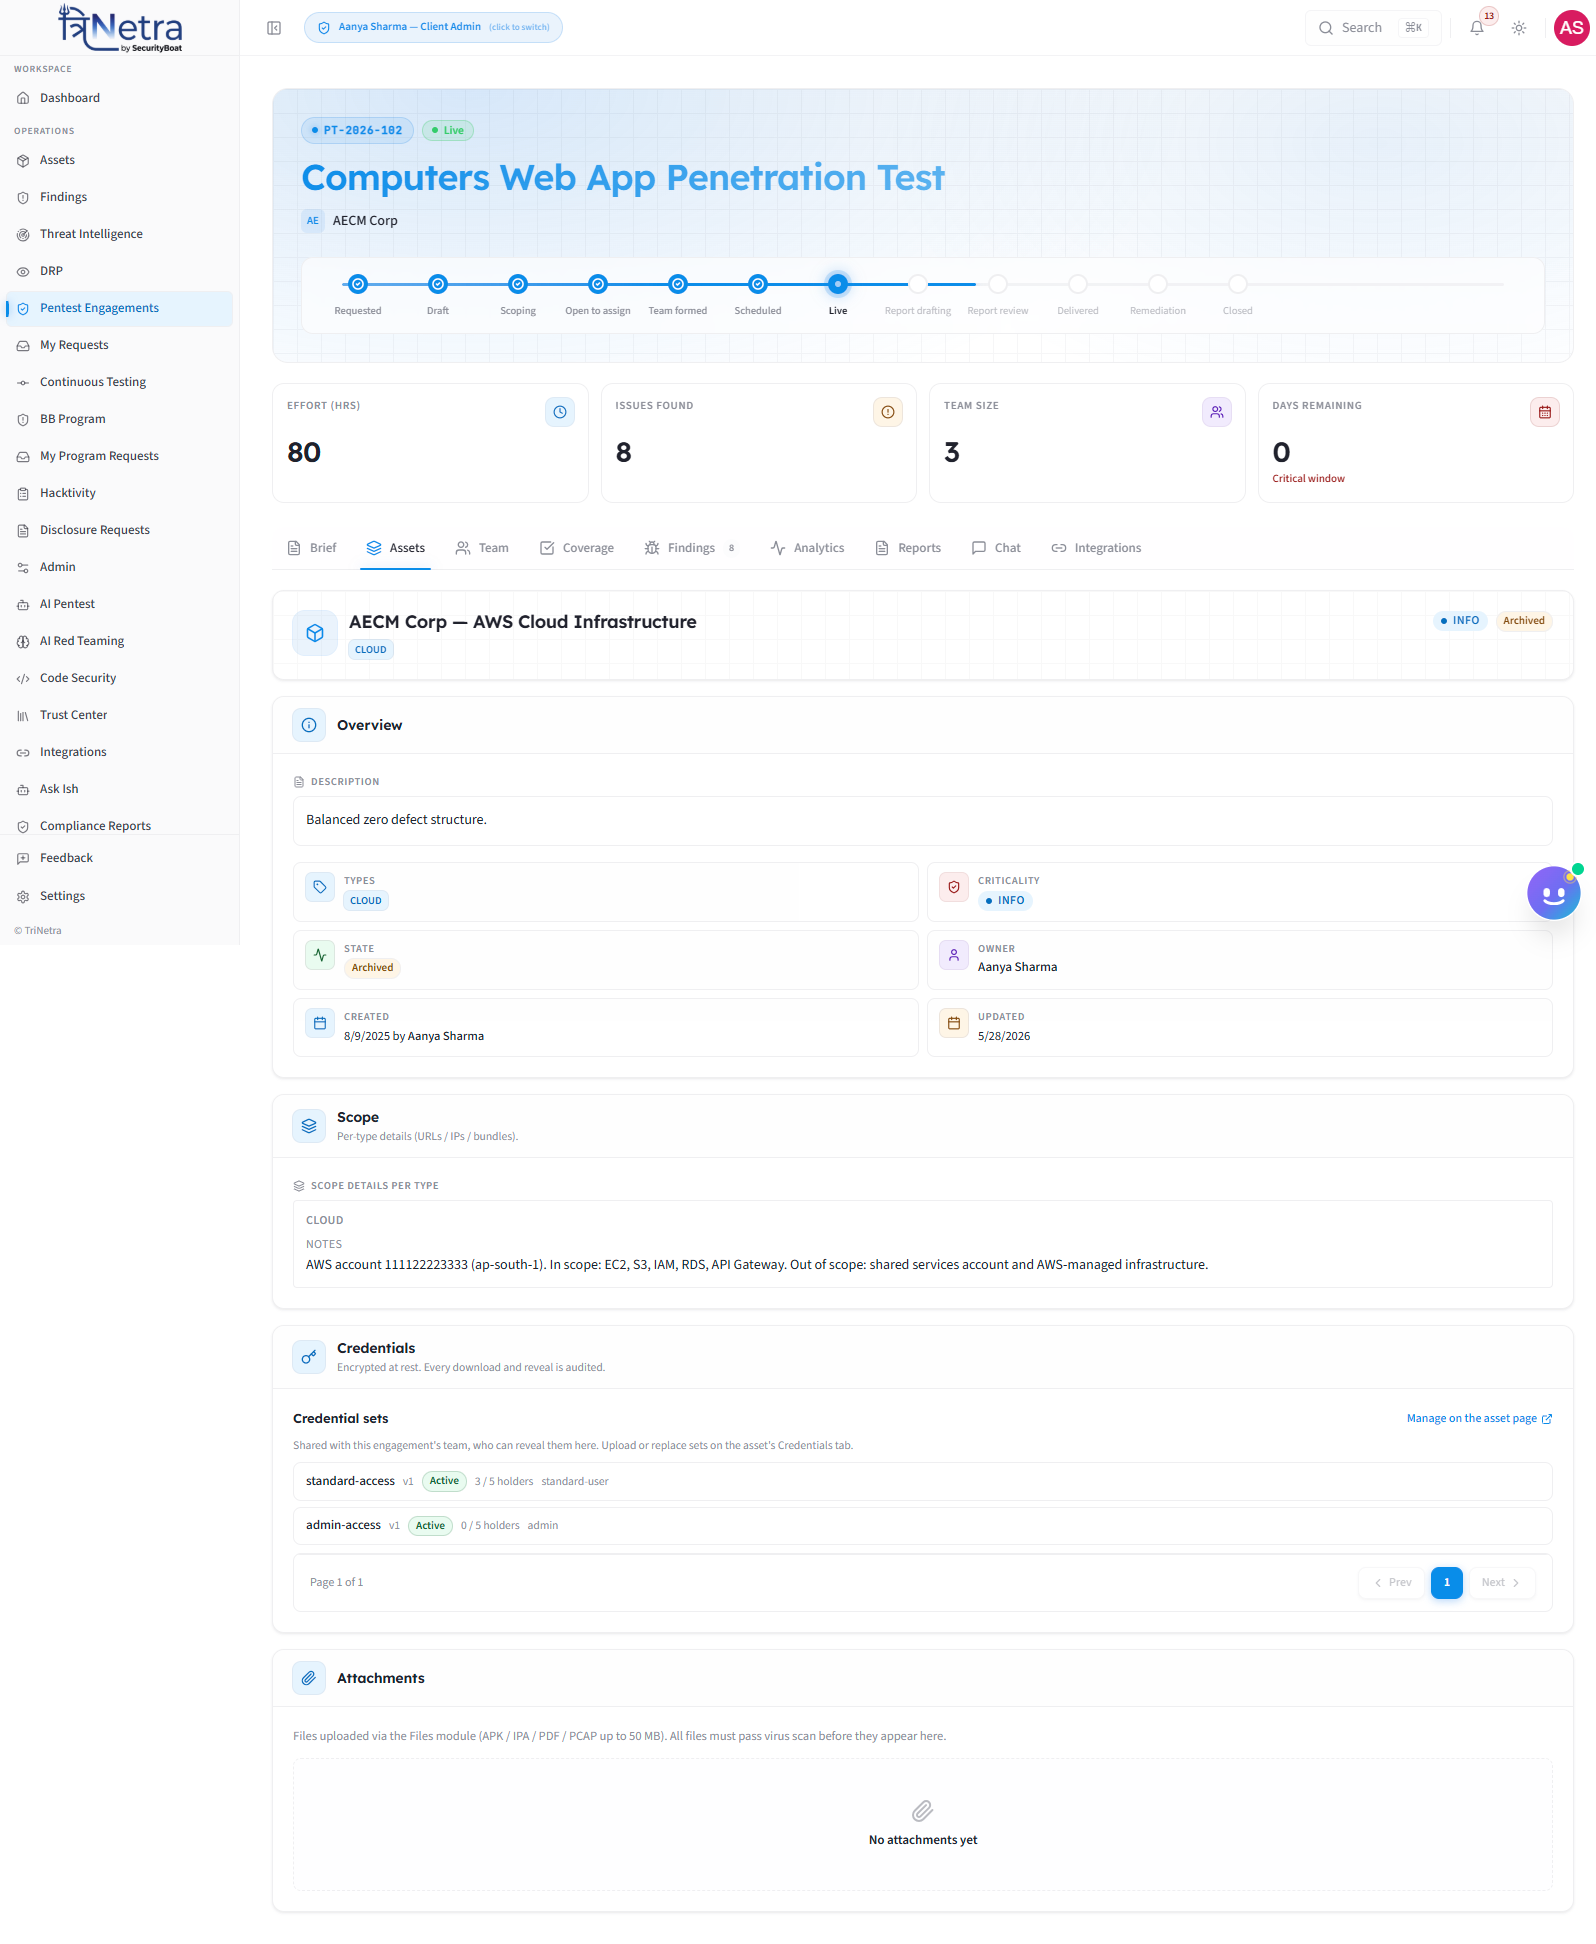 त्रिNetra
by SecurityBoat
Aanya Sharma — Client Admin (click to switch)
Search ⌘K
13
AS
WORKSPACE
Dashboard
OPERATIONS
Assets
Findings
Threat Intelligence
DRP
Pentest Engagements
My Requests
Continuous Testing
BB Program
My Program Requests
Hacktivity
Disclosure Requests
Admin
AI Pentest
AI Red Teaming
Code Security
Trust Center
Integrations
Ask Ish
Compliance Reports
Feedback
Settings
© TriNetra
PT-2026-102 Live
Computers Web App Penetration Test
AE AECM Corp
Requested Draft Scoping Open to assign Team formed Scheduled Live Report drafting Report review Delivered Remediation Closed
EFFORT (HRS)
80
ISSUES FOUND
8
TEAM SIZE
3
DAYS REMAINING
0
Critical window
Brief Assets Team Coverage Findings 8 Analytics Reports Chat Integrations
AECM Corp — AWS Cloud Infrastructure
CLOUD
INFO Archived
Overview
DESCRIPTION
Balanced zero defect structure.
TYPES
CLOUD
CRITICALITY
INFO
STATE
Archived
OWNER
Aanya Sharma
CREATED
8/9/2025 by Aanya Sharma
UPDATED
5/28/2026
Scope
Per-type details (URLs / IPs / bundles).
SCOPE DETAILS PER TYPE
CLOUD
NOTES
AWS account 111122223333 (ap-south-1). In scope: EC2, S3, IAM, RDS, API Gateway. Out of scope: shared services account and AWS-managed infrastructure.
Credentials
Encrypted at rest. Every download and reveal is audited.
Credential sets
Manage on the asset page
Shared with this engagement's team, who can reveal them here. Upload or replace sets on the asset's Credentials tab.
standard-access v1 Active 3 / 5 holders standard-user
admin-access v1 Active 0 / 5 holders admin
Page 1 of 1
Prev 1 Next
Attachments
Files uploaded via the Files module (APK / IPA / PDF / PCAP up to 50 MB). All files must pass virus scan before they appear here.
No attachments yet